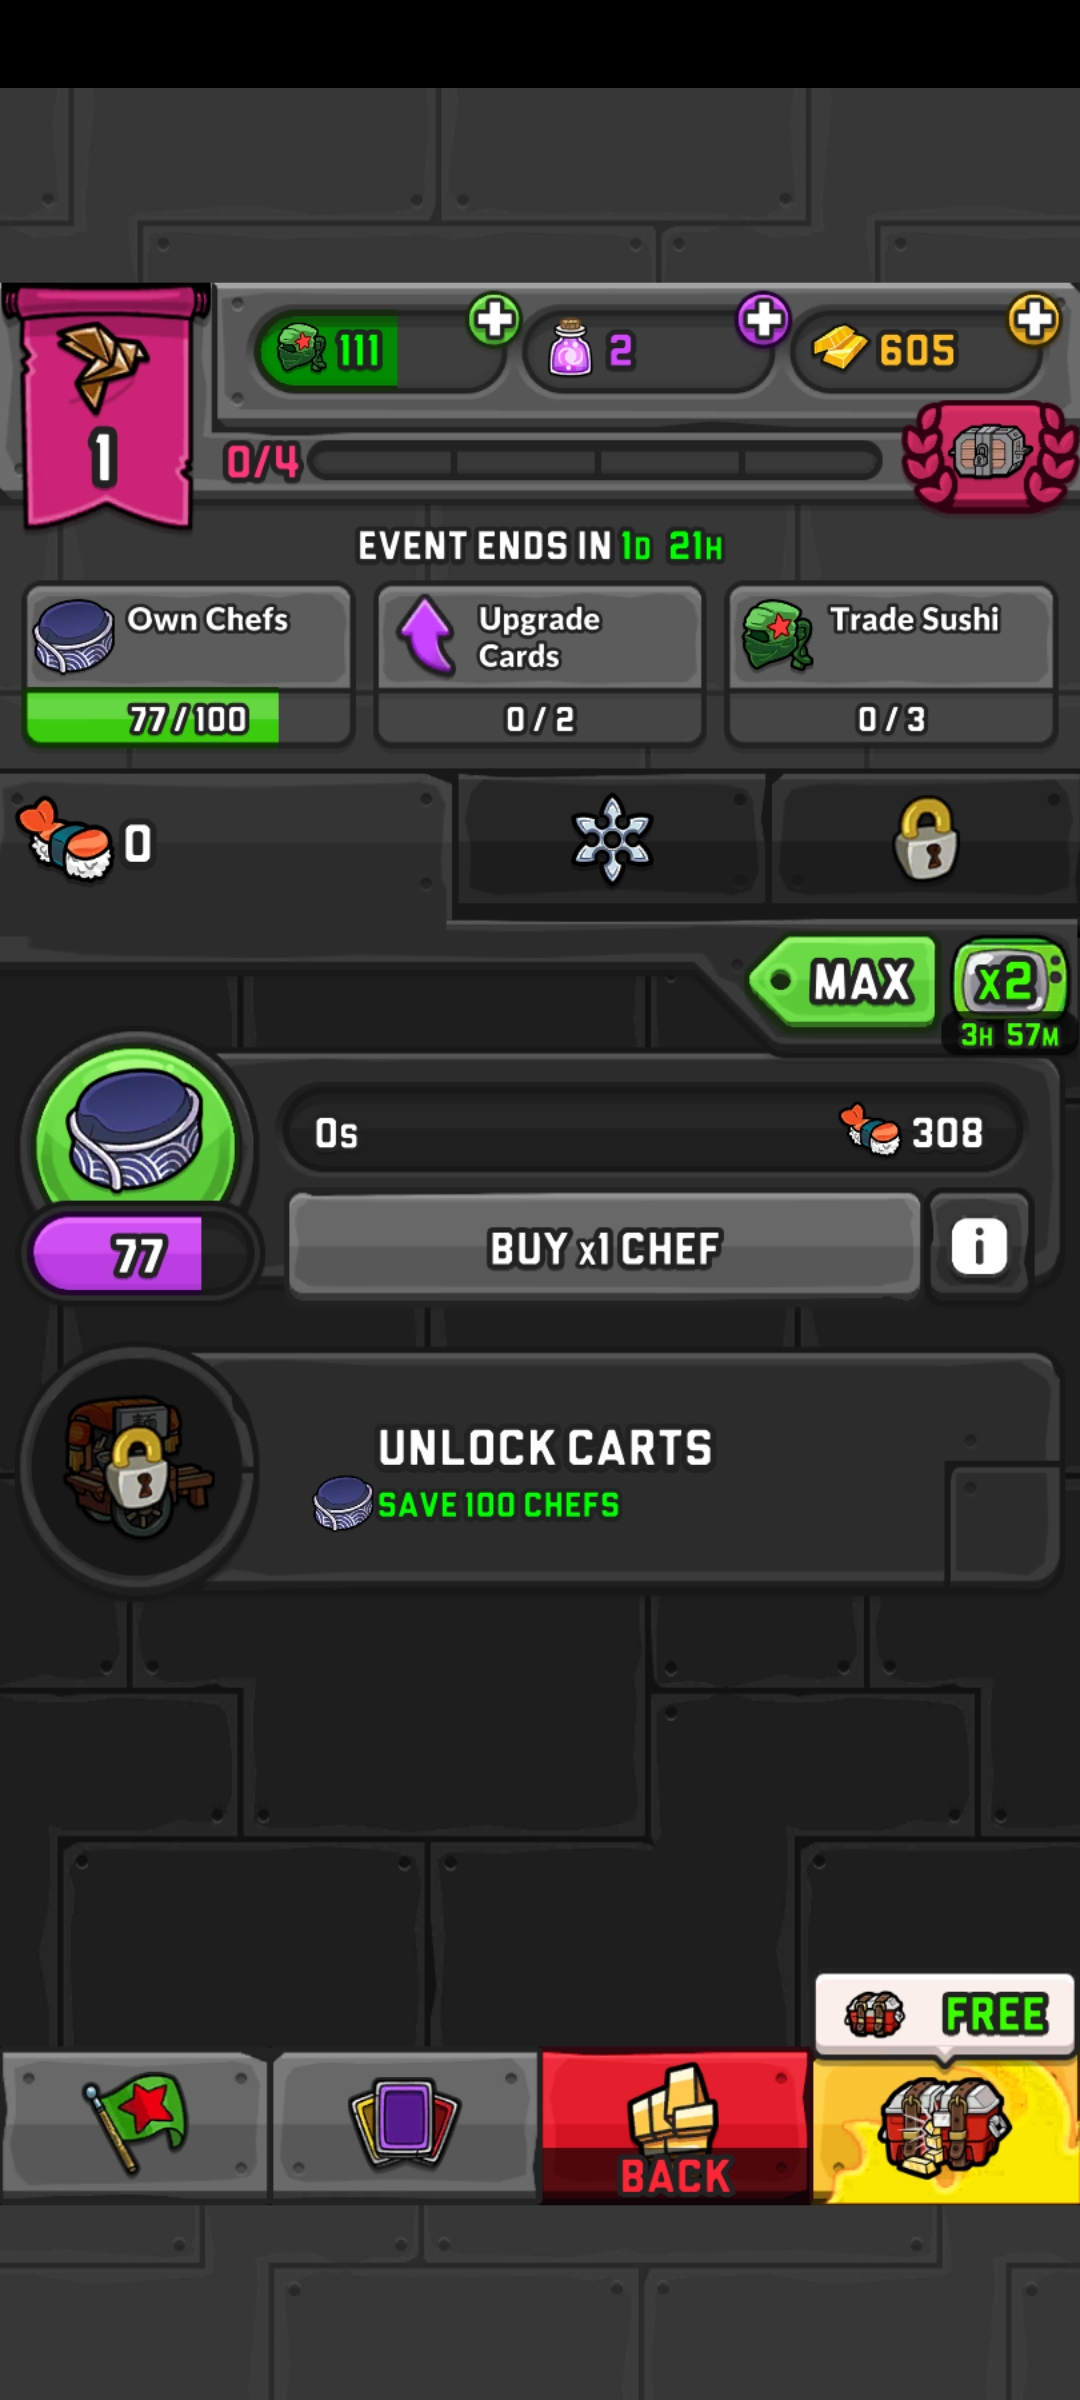 111
2
605
1
0/4
EVENT ENDS IN 1D 21H
Own Chefs
77/100
Upgrade
Cards
0/2
Trade Sushi
0/3
0
MAX
x2
3H 57M
0s
308
77
BUY x1 CHEF
i
UNLOCK CARTS
SAVE 100 CHEFS
FREE
BACK